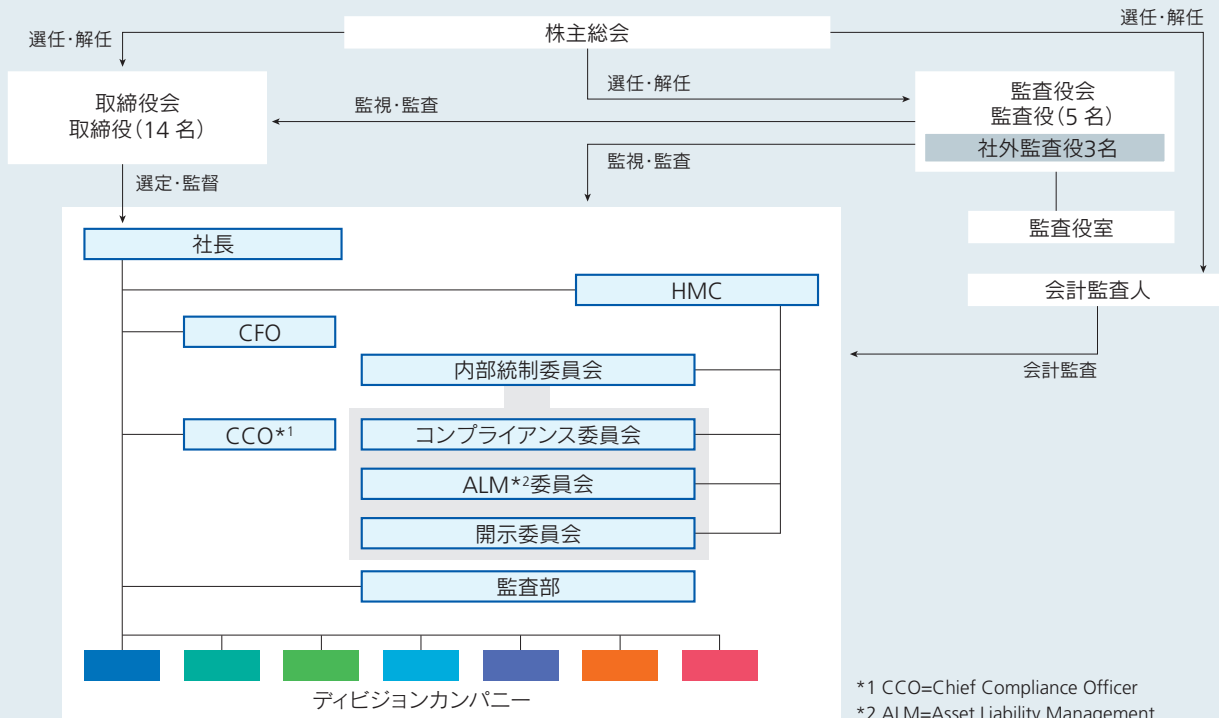 選任・解任
株主総会
選任・解任
選任・解任
取締役会
取締役(14 名)
監視・監査
監査役会
監査役(5 名)
社外監査役3名
監視・監査
選定・監督
監査役室
社長
HMC
会計監査人
CFO
内部統制委員会
会計監査
CCO*1
コンプライアンス委員会
ALM*2委員会
開示委員会
監査部
ディビジョンカンパニー
*1 CCO=Chief Compliance Officer
*2 ALM=Asset Liability Management